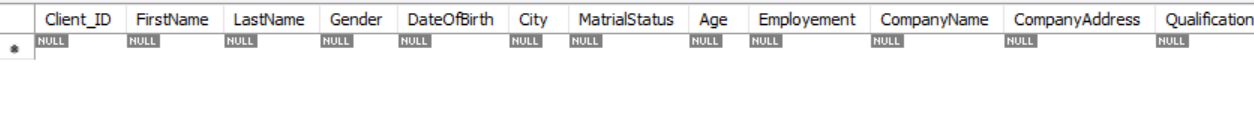 Client_ID FirstName LastName Gender DateOfBirth City MatrialStatus Age Employement CompanyName CompanyAddress Qualification
NULL NULL NULL NULL NULL NULL NULL NULL NULL NULL NULL NULL